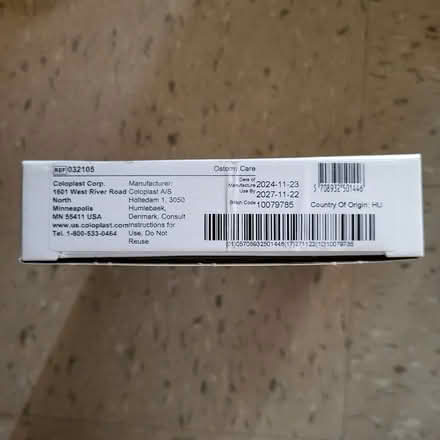 REF 032105
Ostomy Care
Coloplast Corp.
1601 West River Road
North
Minneapolis
MN 55411 USA
www.us.coloplast.com
Tel. 1-800-533-0464
Manufacturer:
Coloplast A/S
Holtedam 1, 3050
Humlebaek,
Denmark, Consult
Instructions for
Use, Do Not
Reuse
Date of Manufacture 2024-11-23
Use By 2027-11-22
Batch Code 10079785
5 708932 501446
Country Of Origin: HU
(01)05708932501446(17)271122(10)10079785